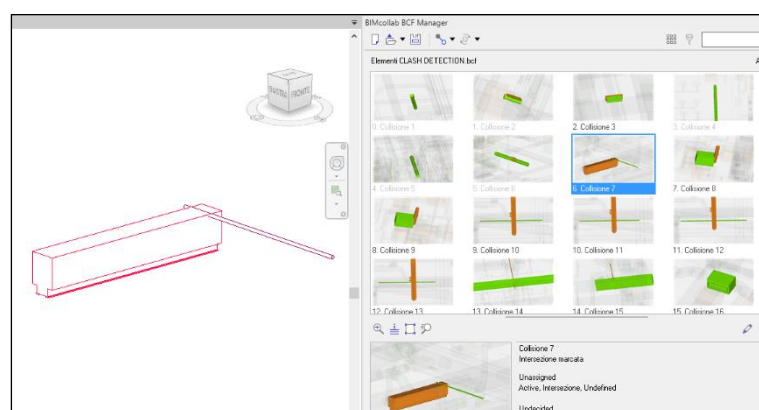 BIMcollab BCF Manager
Elementi CLASH DETECTION.bcf
0. Collisione 1
1. Collisione 2
2. Collisione 3
3. Collisione 4
4. Collisione 5
5. Collisione 6
6. Collisione 7
7. Collisione 8
8. Collisione 9
9. Collisione 10
10. Collisione 11
11. Collisione 12
12. Collisione 13
13. Collisione 14
14. Collisione 15
15. Collisione 16
FRONTE
Collisione 7
Intersezione marcata
Unassigned
Active, Intersezione, Undefined
Undecided